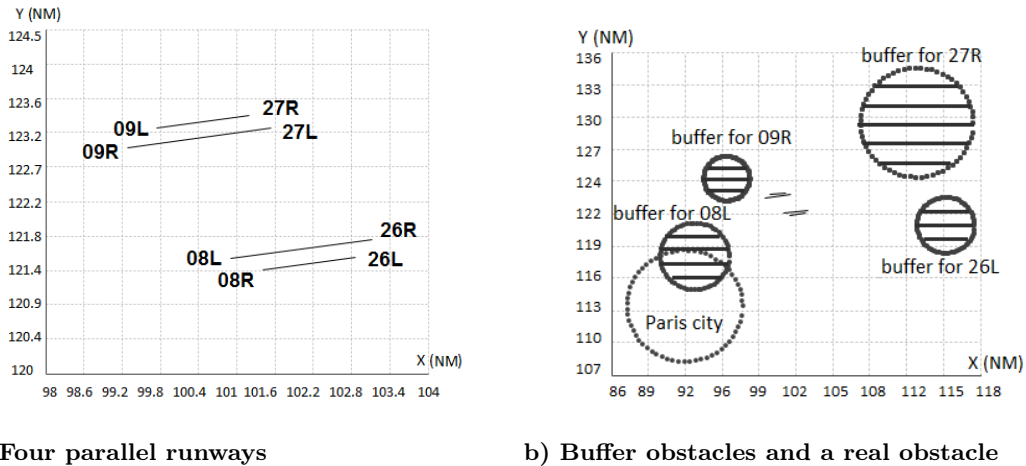 Y (NM)
124.5
124
123.6
123.2
122.7
122.2
121.8
121.4
120.9
120.4
120
98 98.6 99.2 99.8 100.4 101 101.6 102.2 102.8 103.4 104
X (NM)
09L
27R
09R
27L
08L
26R
08R
26L
Four parallel runways
Y (NM)
136
133
130
127
124
122
119
116
113
110
107
86 89 92 96 99 102 105 108 112 115 118
X (NM)
buffer for 27R
buffer for 09R
buffer for 08L
buffer for 26L
Paris city
b) Buffer obstacles and a real obstacle